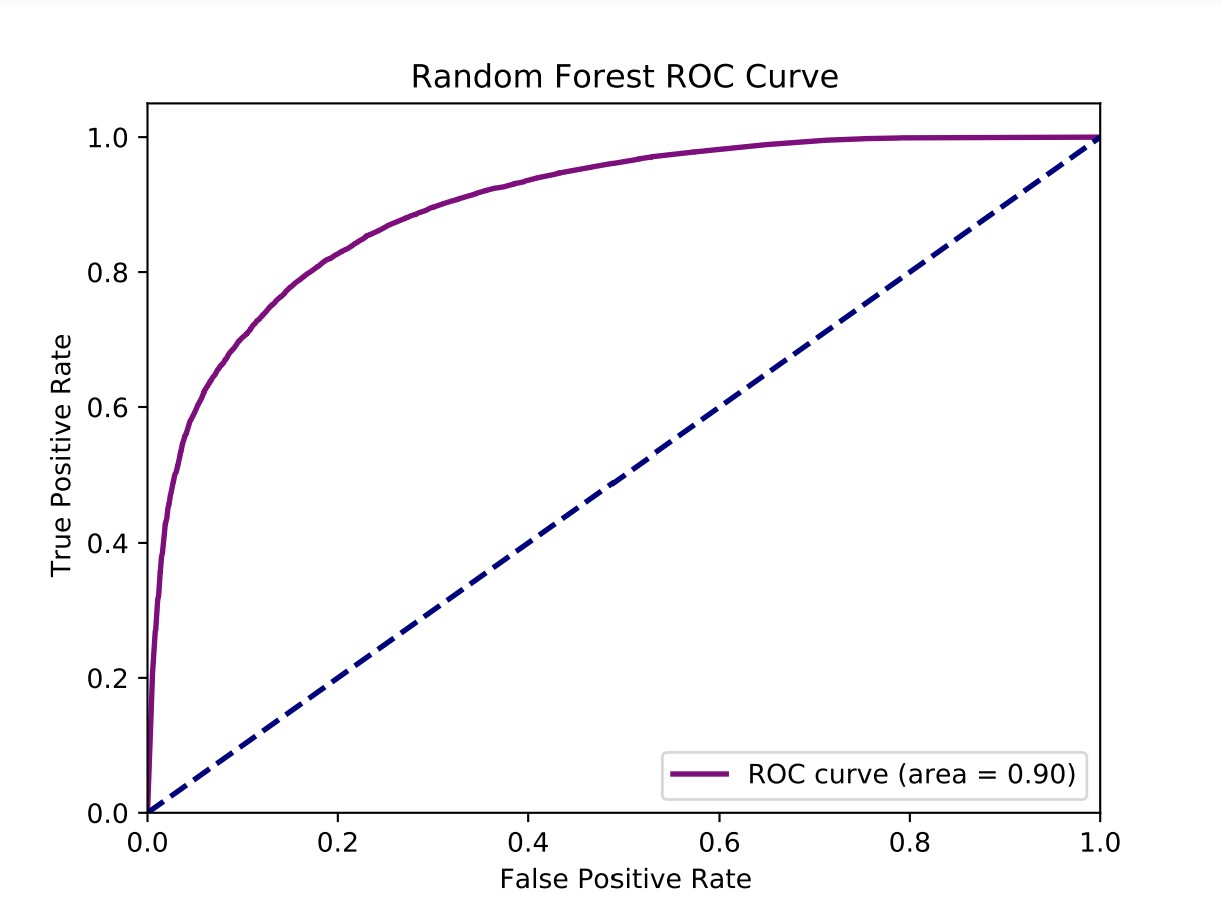 Random Forest ROC Curve
True Positive Rate
1.0
0.8
0.6
0.4
0.2
0.0
ROC curve (area = 0.90)
0.0 0.2 0.4 0.6 0.8 1.0
False Positive Rate